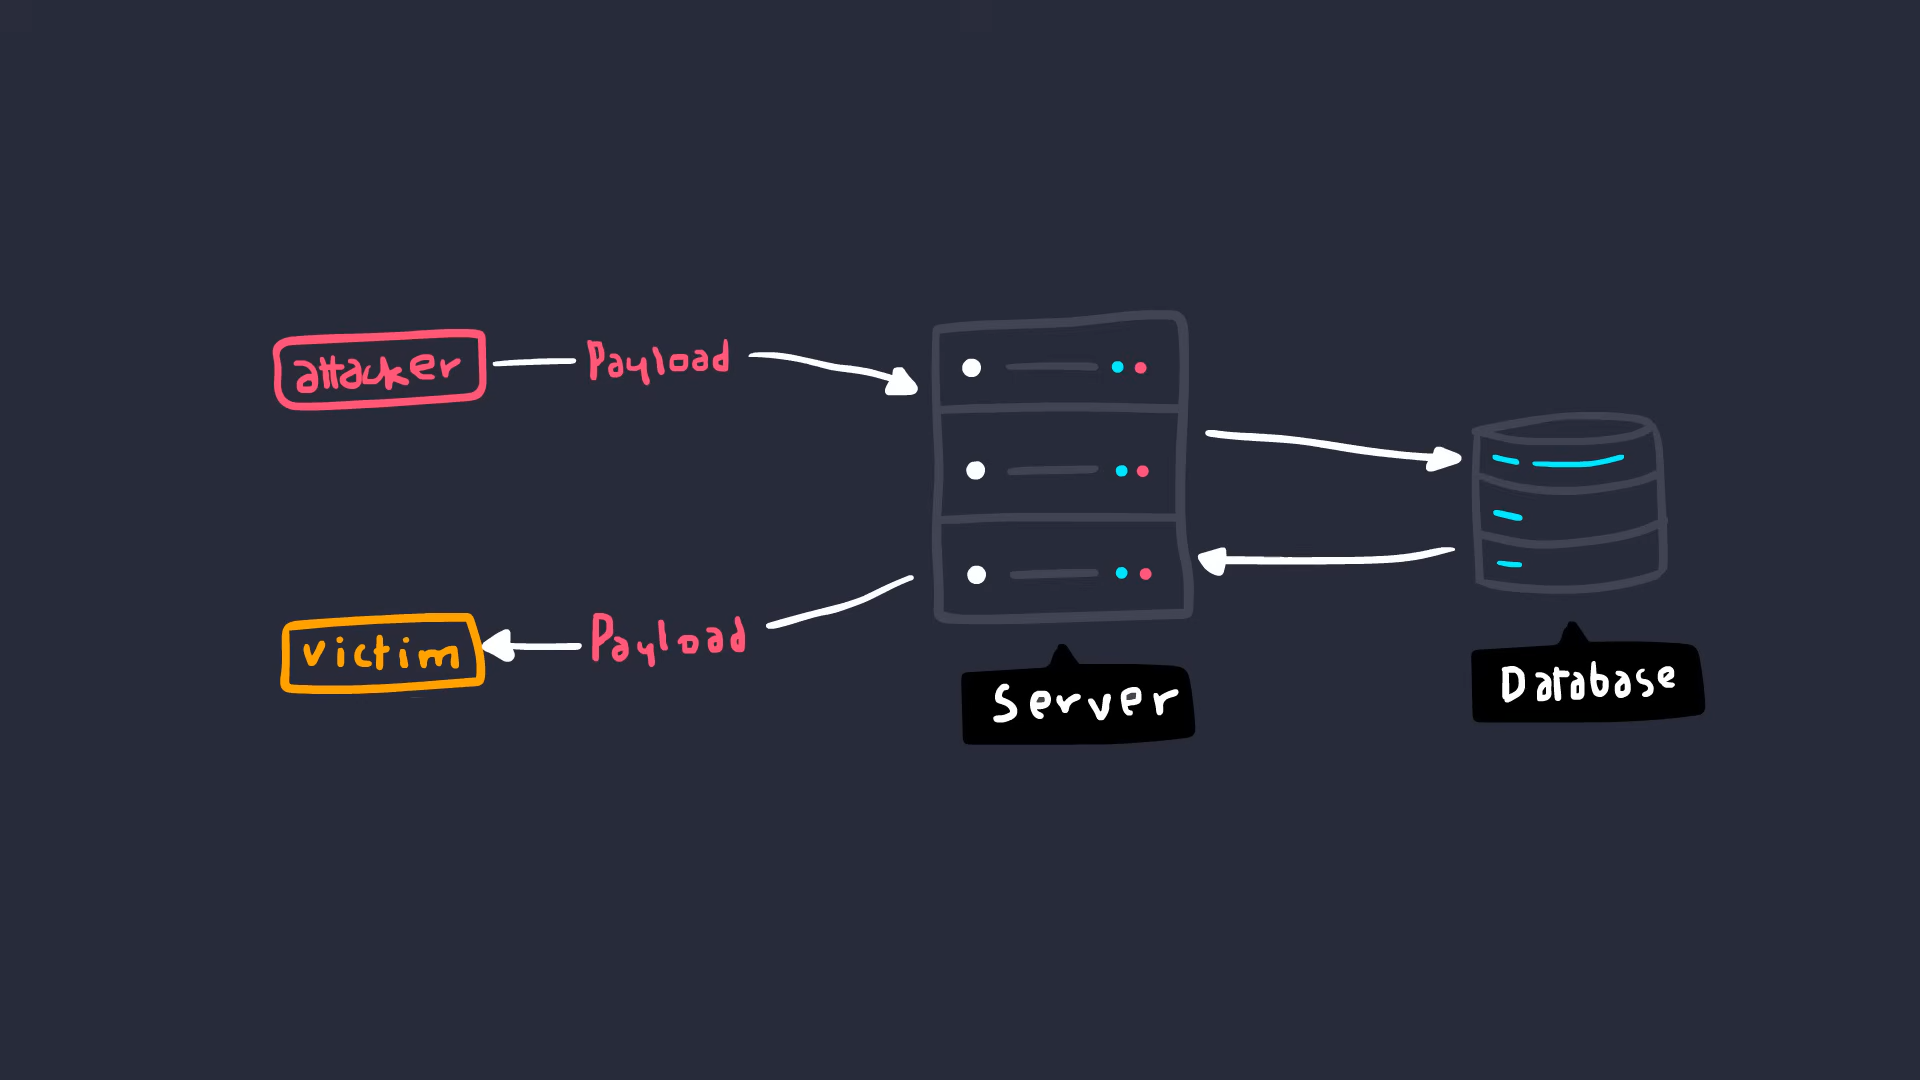 attacker
Payload
victim
Payload
Server
Database